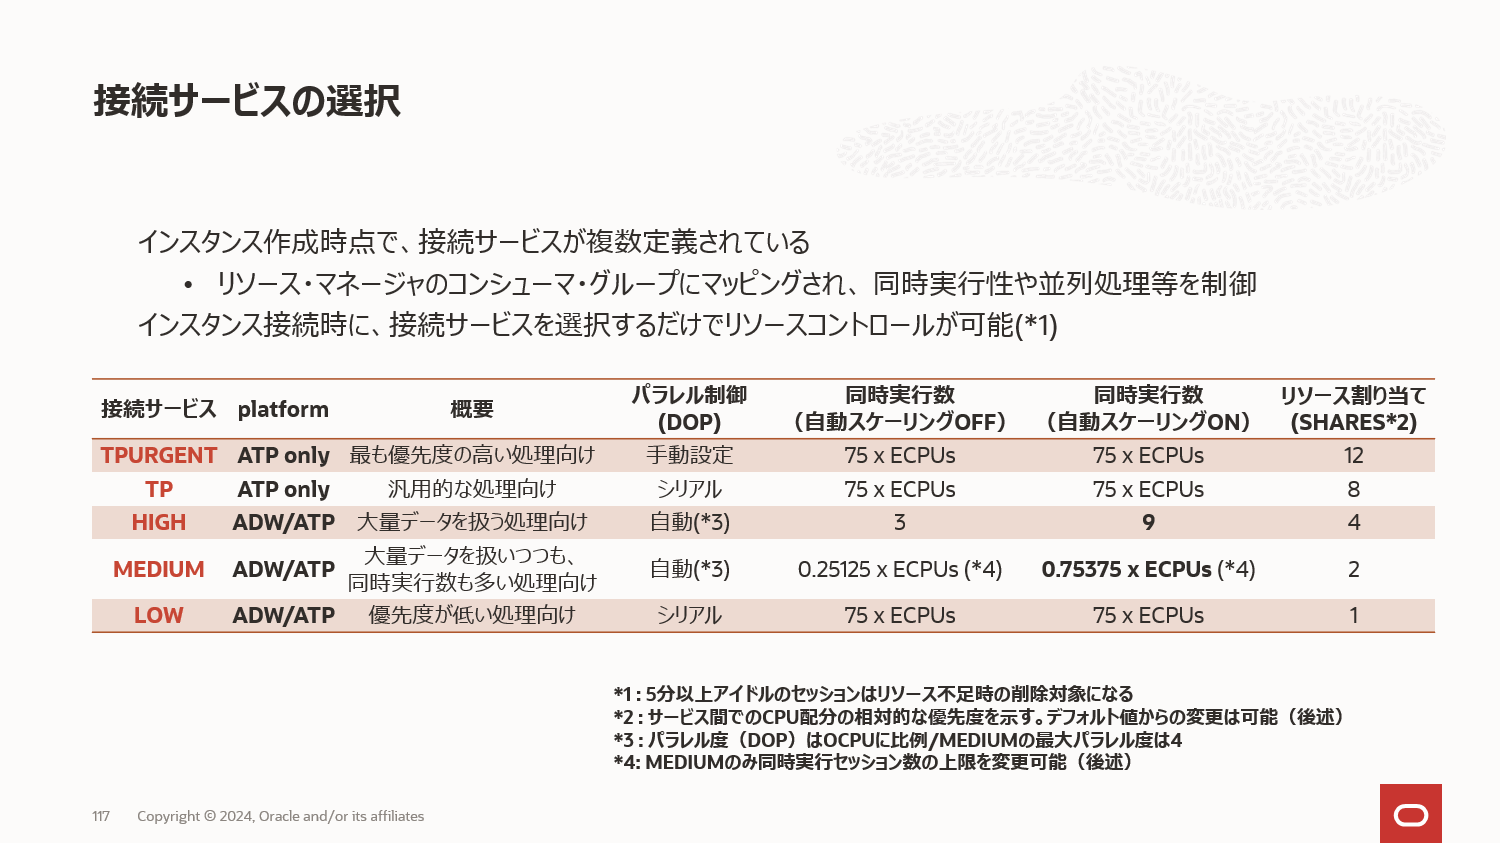 接続サービスの選択
インスタンス作成時点で、接続サービスが複数定義されている
• リソース・マネージャのコンシューマ・グループにマッピングされ、同時実行性や並列処理等を制御
インスタンス接続時に、接続サービスを選択するだけでリソースコントロールが可能(*1)
接続サービス platform 概要 パラレル制御 (DOP) 同時実行数 (自動スケーリングOFF) 同時実行数 (自動スケーリングON) リソース割り当て (SHARES*2)
TPURGENT ATP only 最も優先度の高い処理向け 手動設定 75 x ECPUs 75 x ECPUs 12
TP ATP only 汎用的な処理向け シリアル 75 x ECPUs 75 x ECPUs 8
HIGH ADW/ATP 大量データを扱う処理向け 自動(*3) 3 9 4
MEDIUM ADW/ATP 大量データを扱いつつも、 同時実行数も多い処理向け 自動(*3) 0.25125 x ECPUs (*4) 0.75375 x ECPUs (*4) 2
LOW ADW/ATP 優先度が低い処理向け シリアル 75 x ECPUs 75 x ECPUs 1
*1 : 5分以上アイドルのセッションはリソース不足時の削除対象になる
*2 : サービス間でのCPU配分の相対的な優先度を示す。デフォルト値からの変更は可能（後述）
*3 : パラレル度（DOP）はOCPUに比例/MEDIUMの最大パラレル度は4
*4: MEDIUMのみ同時実行セッション数の上限を変更可能（後述）
117 Copyright © 2024, Oracle and/or its affiliates